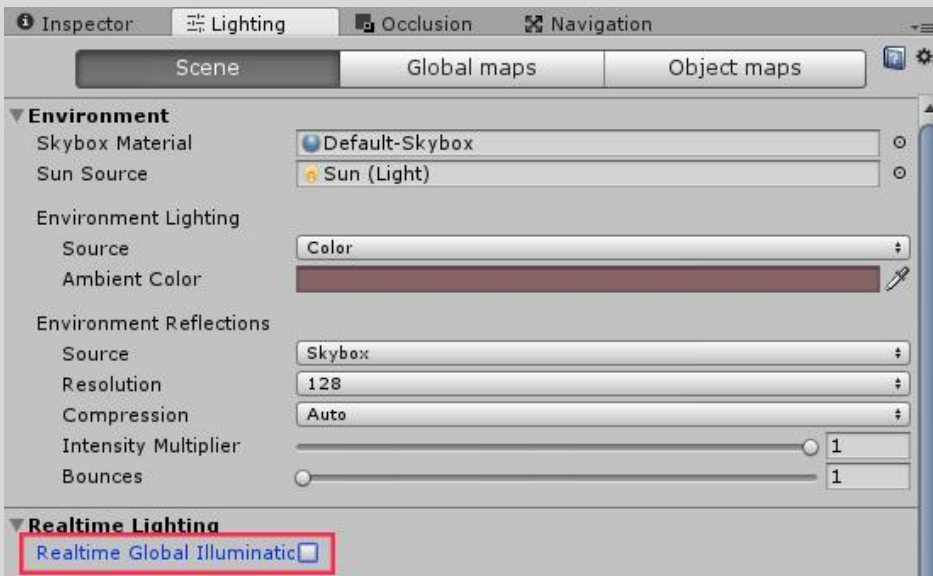 Inspector Lighting Occlusion Navigation
Scene Global maps Object maps
Environment
Skybox Material Default-Skybox
Sun Source Sun (Light)
Environment Lighting
Source Color
Ambient Color
Environment Reflections
Source Skybox
Resolution 128
Compression Auto
Intensity Multiplier 1
Bounces 1
Realtime Lighting
Realtime Global Illuminatic